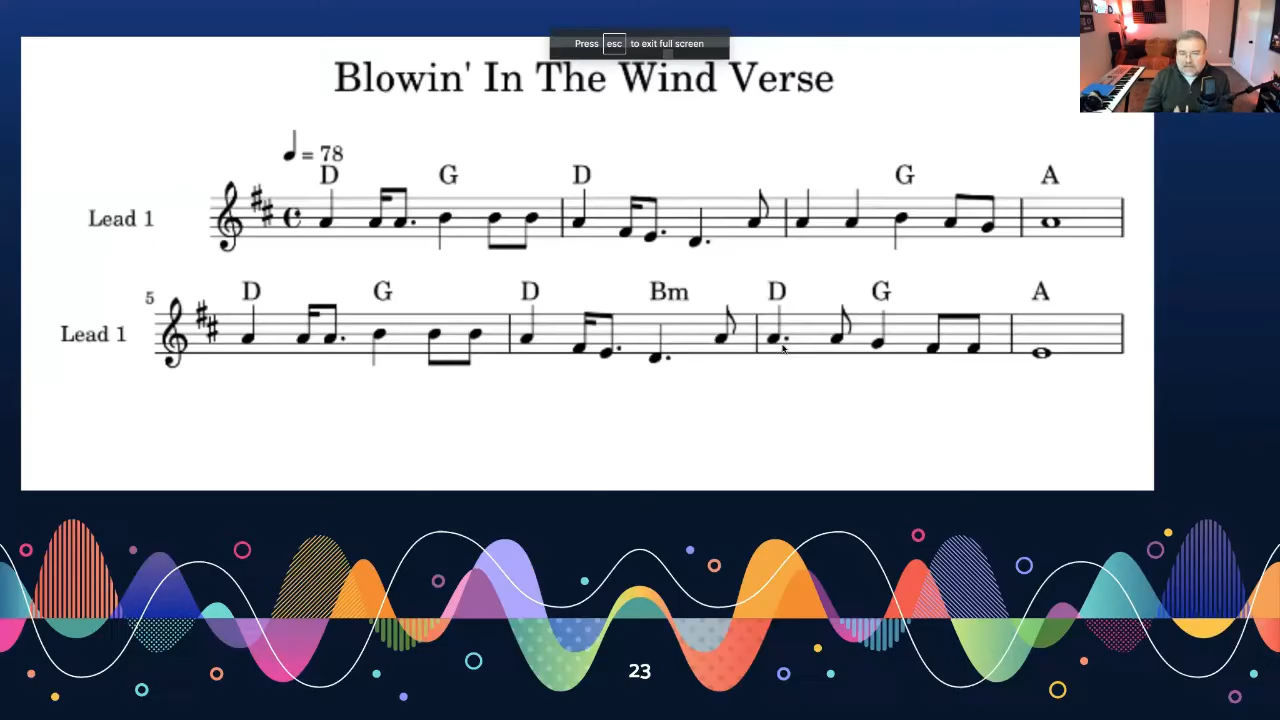 Press esc to exit full screen
Blowin' In The Wind Verse
= 78
D G D G A
Lead 1
5
D G D Bm D G A
Lead 1
23